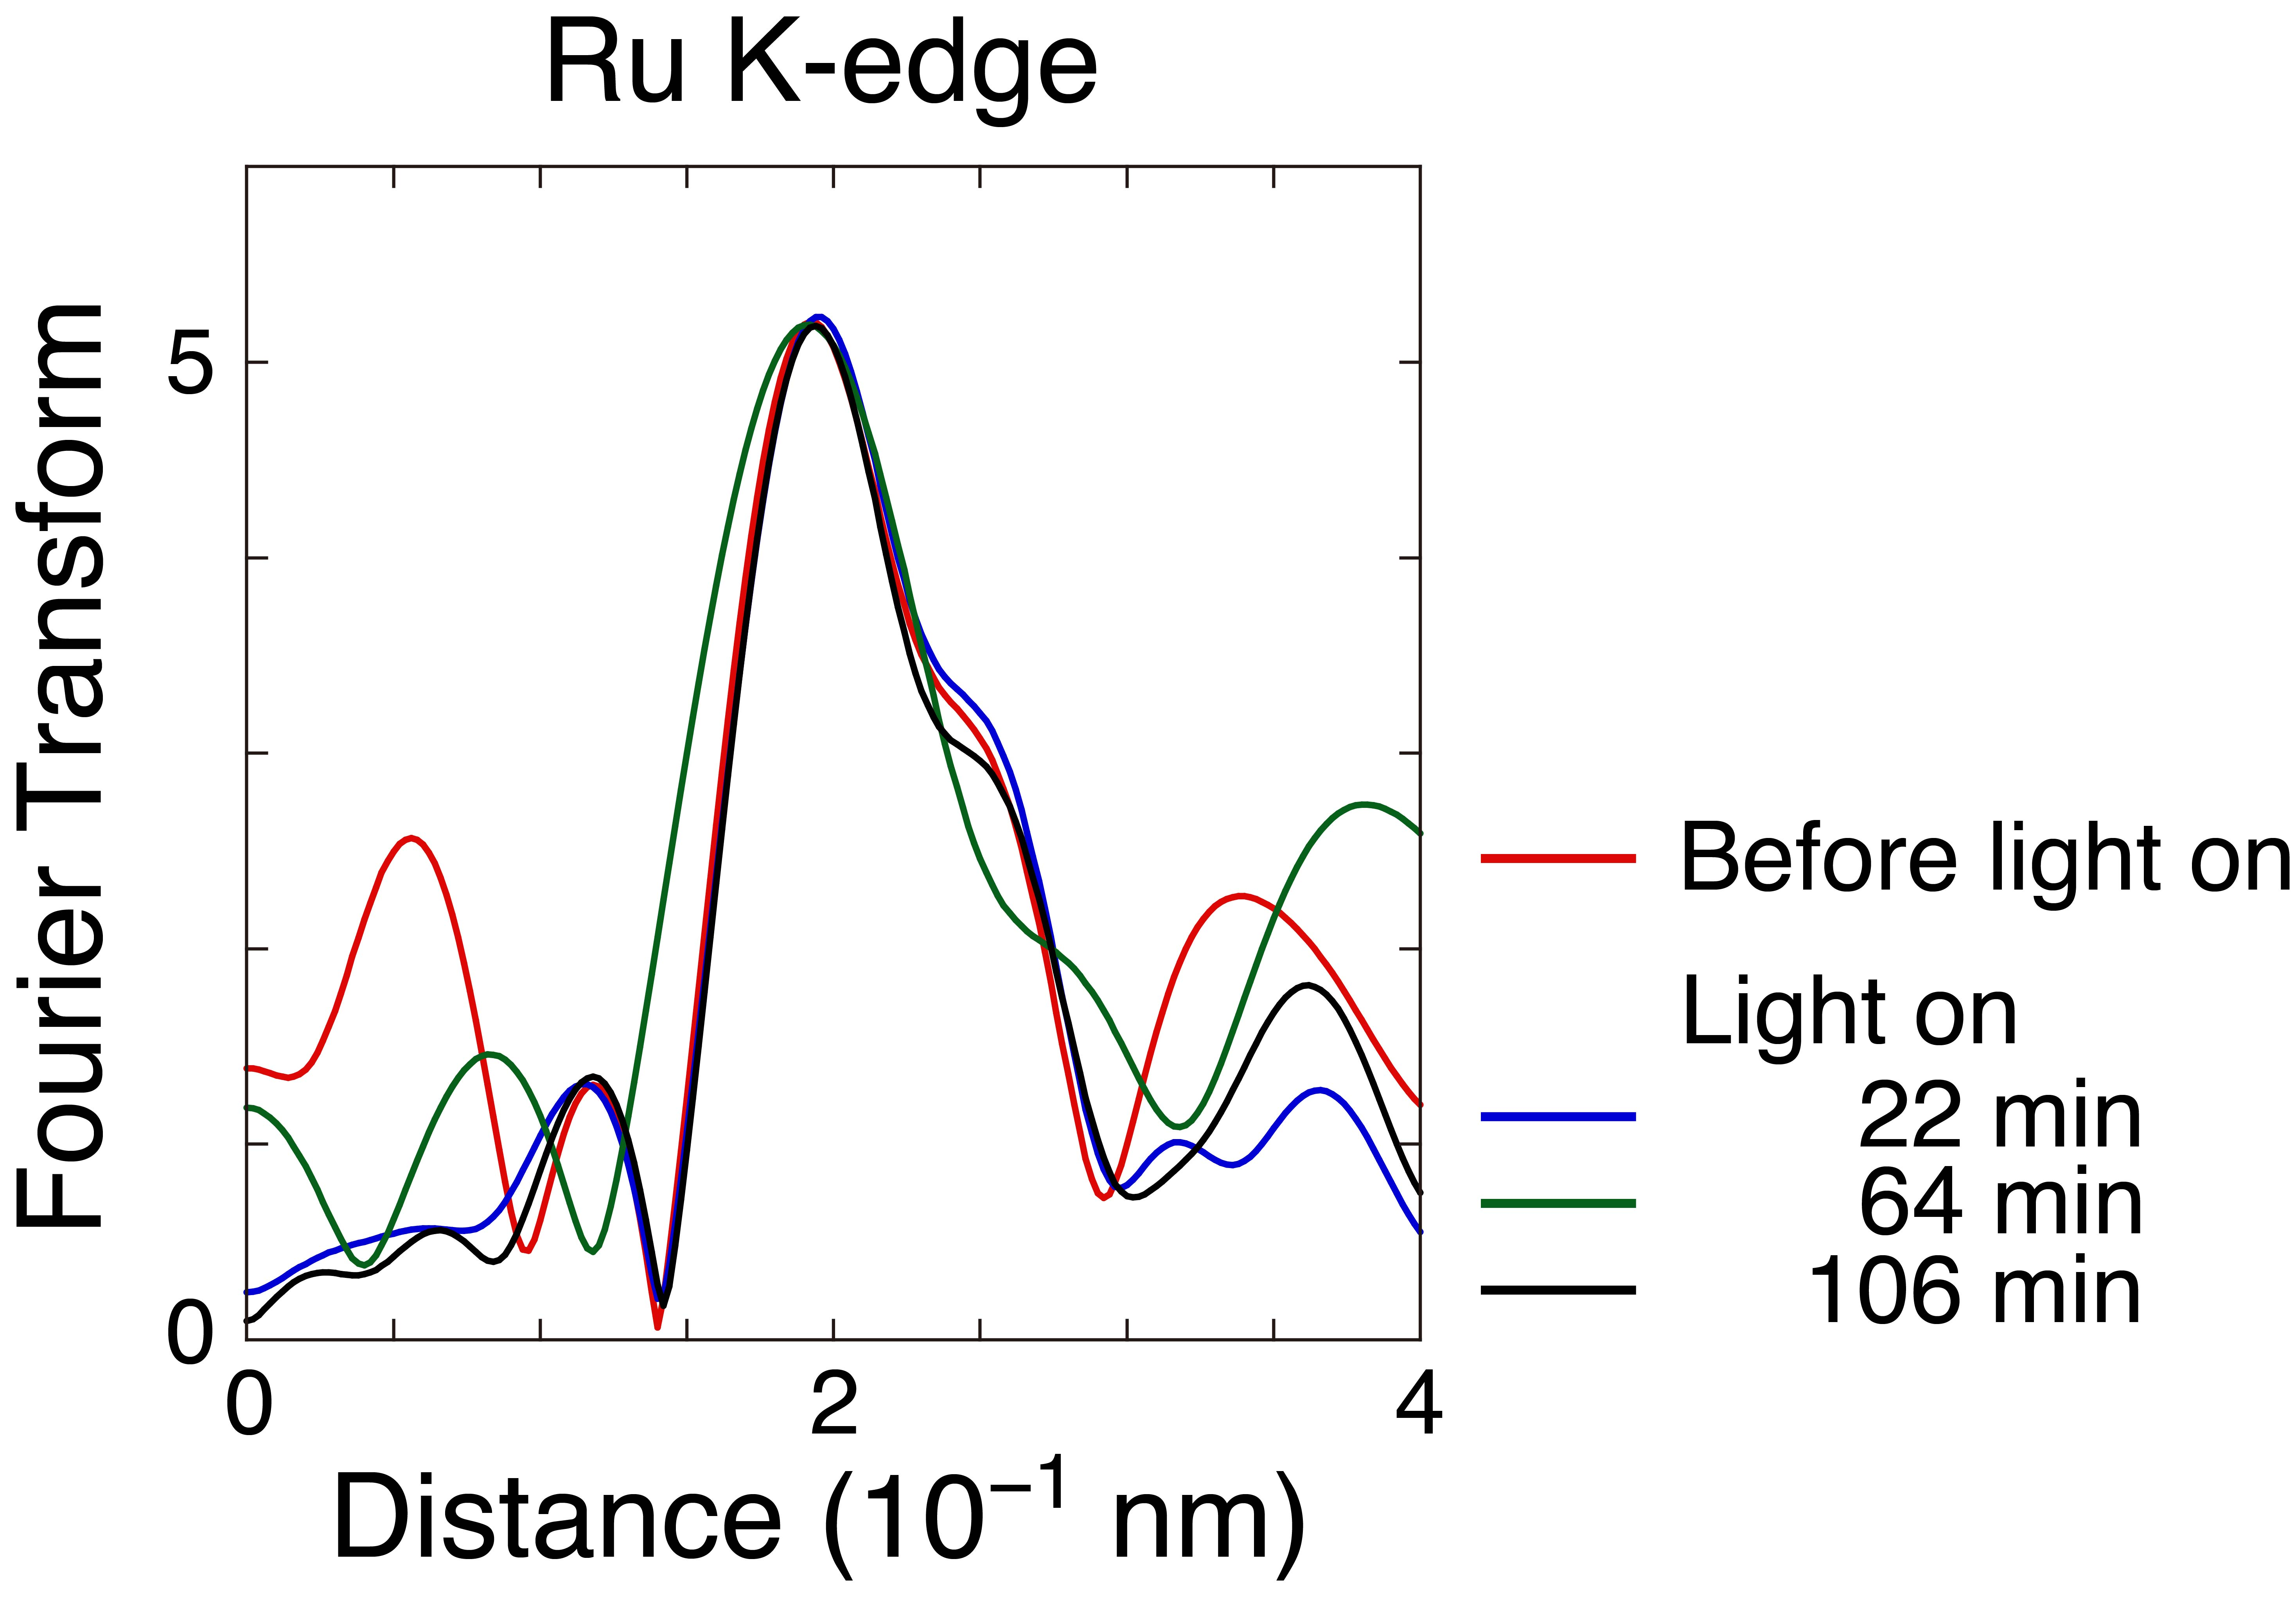 Ru K-edge
Fourier Transform
5
0
0 2 4
Distance (10⁻¹ nm)
Before light on
Light on
22 min
64 min
106 min